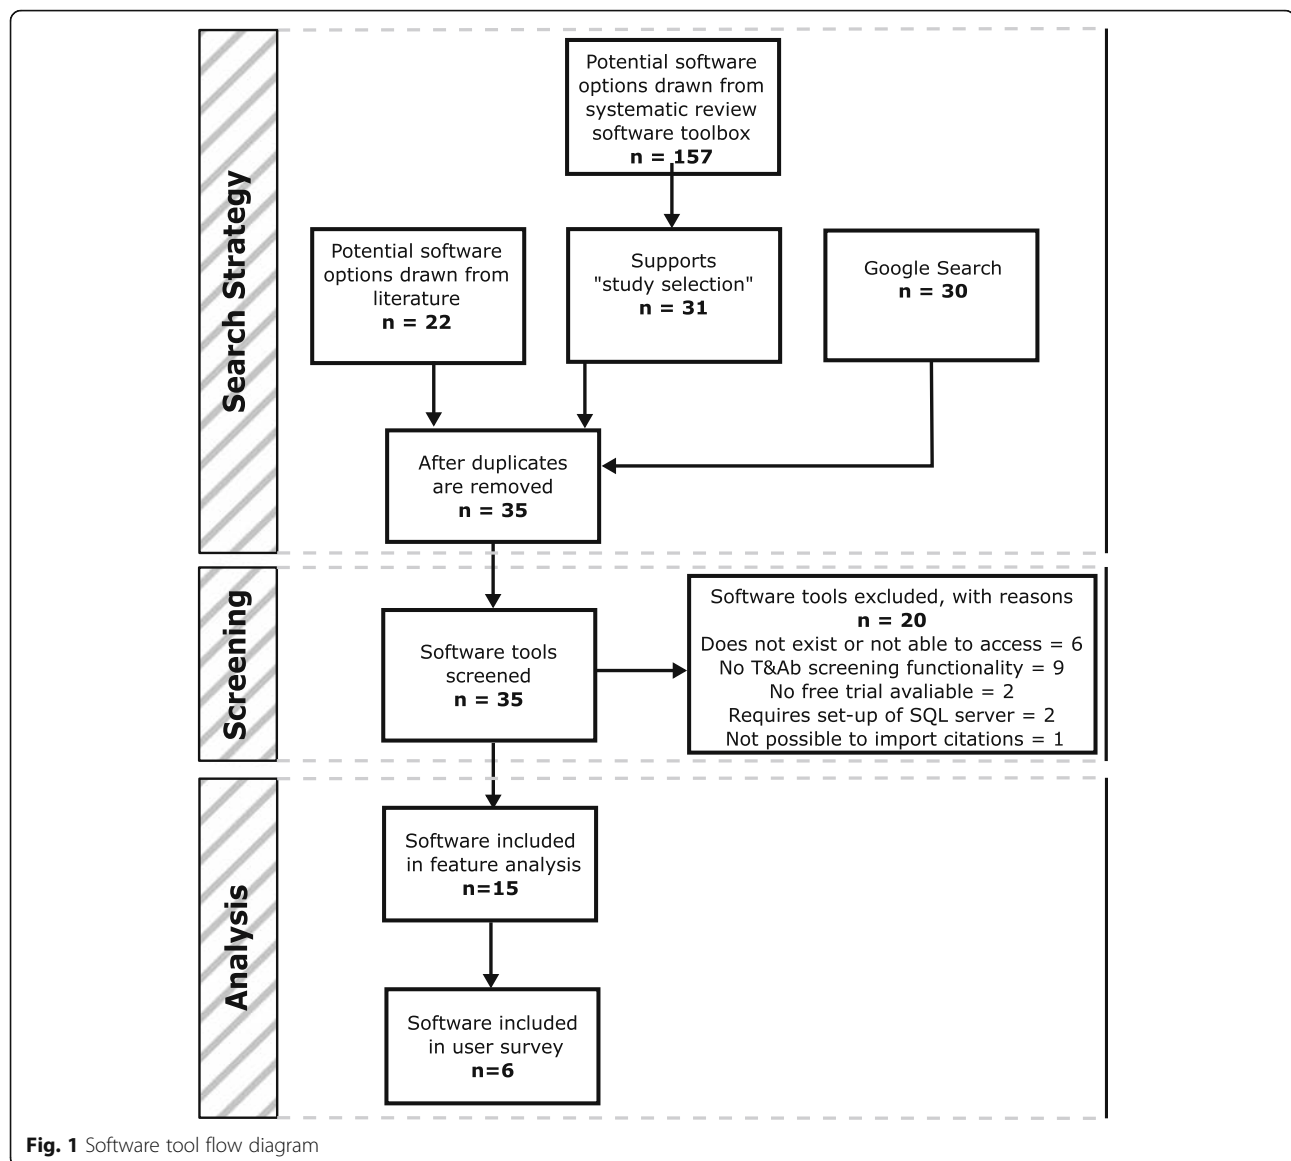 Search Strategy
Potential software
options drawn from
systematic review
software toolbox
n = 157
Potential software
options drawn from
literature
n = 22
Supports
"study selection"
n = 31
Google Search
n = 30
After duplicates
are removed
n = 35
Screening
Software tools
screened
n = 35
Software tools excluded, with reasons
n = 20
Does not exist or not able to access = 6
No T&Ab screening functionality = 9
No free trial avaliable = 2
Requires set-up of SQL server = 2
Not possible to import citations = 1
Analysis
Software included
in feature analysis
n=15
Software included
in user survey
n=6
Fig. 1 Software tool flow diagram